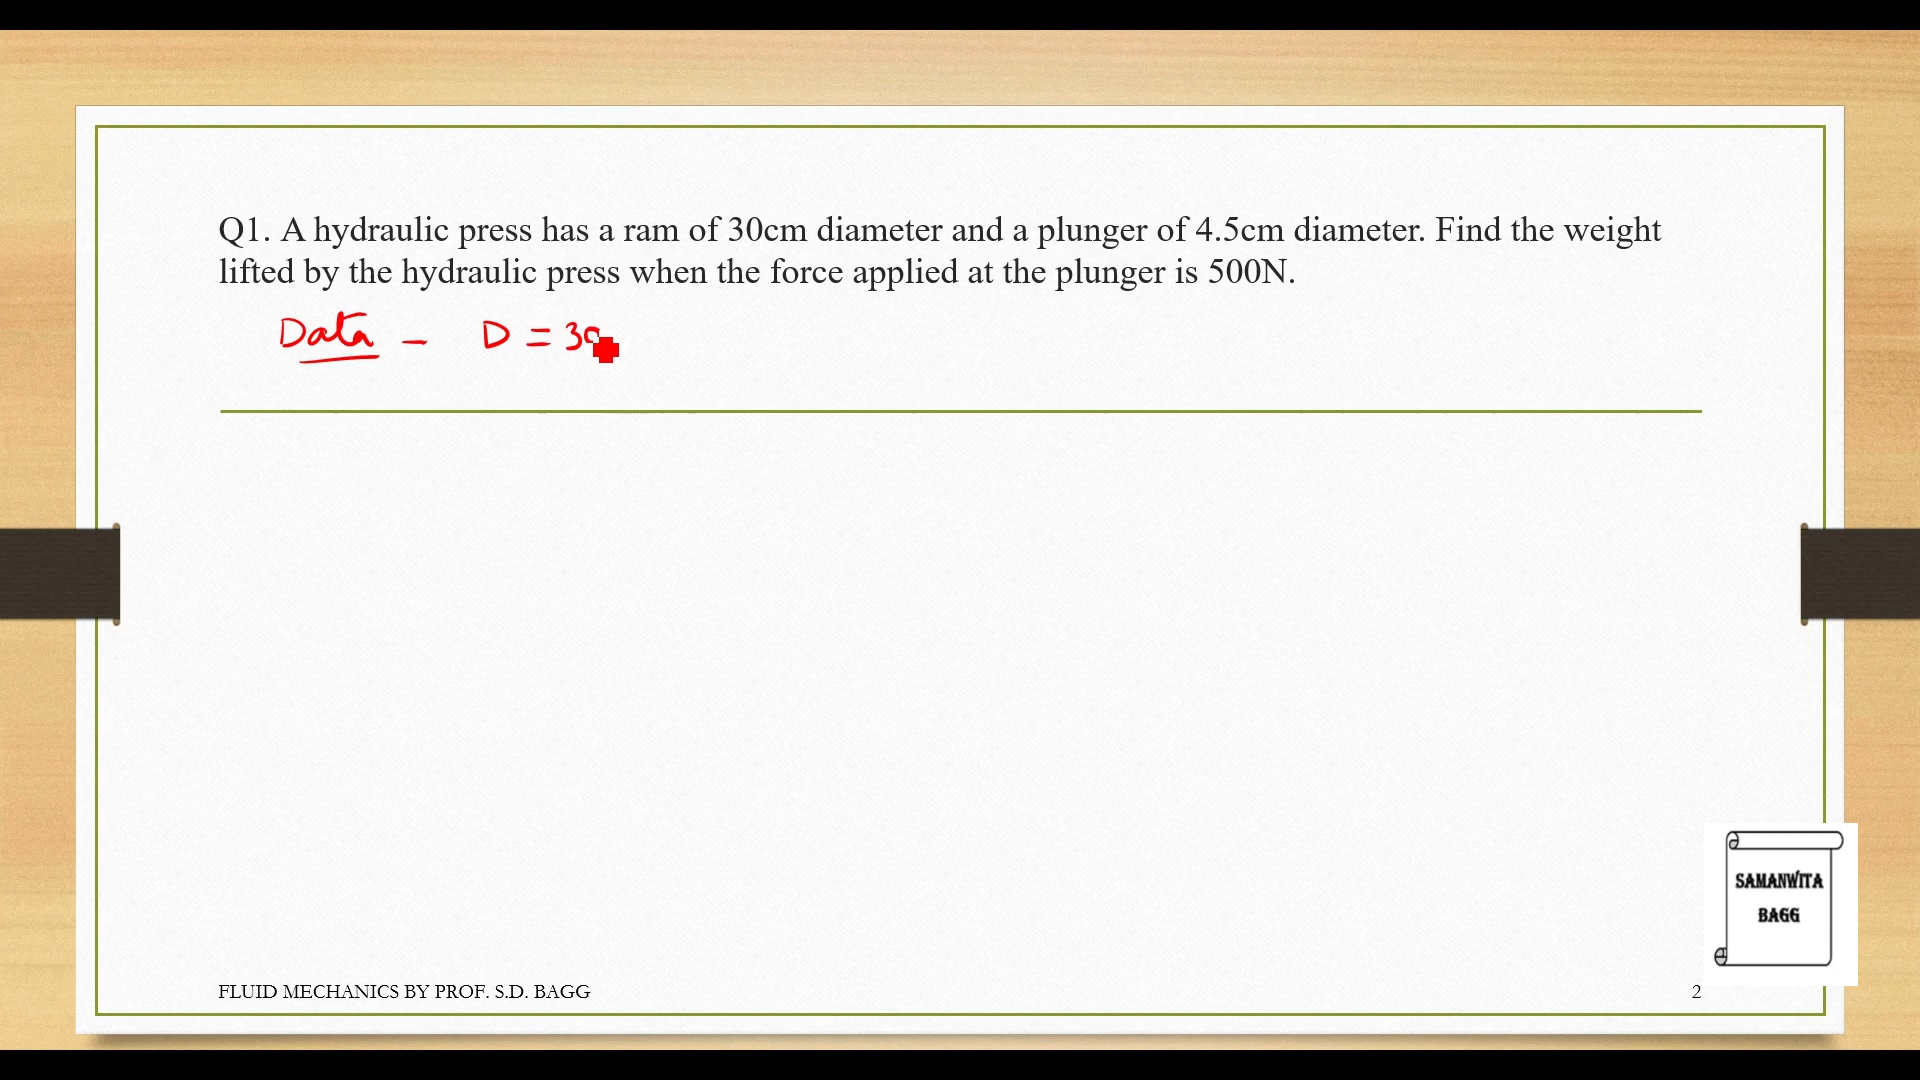 Q1. A hydraulic press has a ram of 30cm diameter and a plunger of 4.5cm diameter. Find the weight
lifted by the hydraulic press when the force applied at the plunger is 500N.
Data - D = 30
SAMANWITA
BAGG
FLUID MECHANICS BY PROF. S.D. BAGG
2